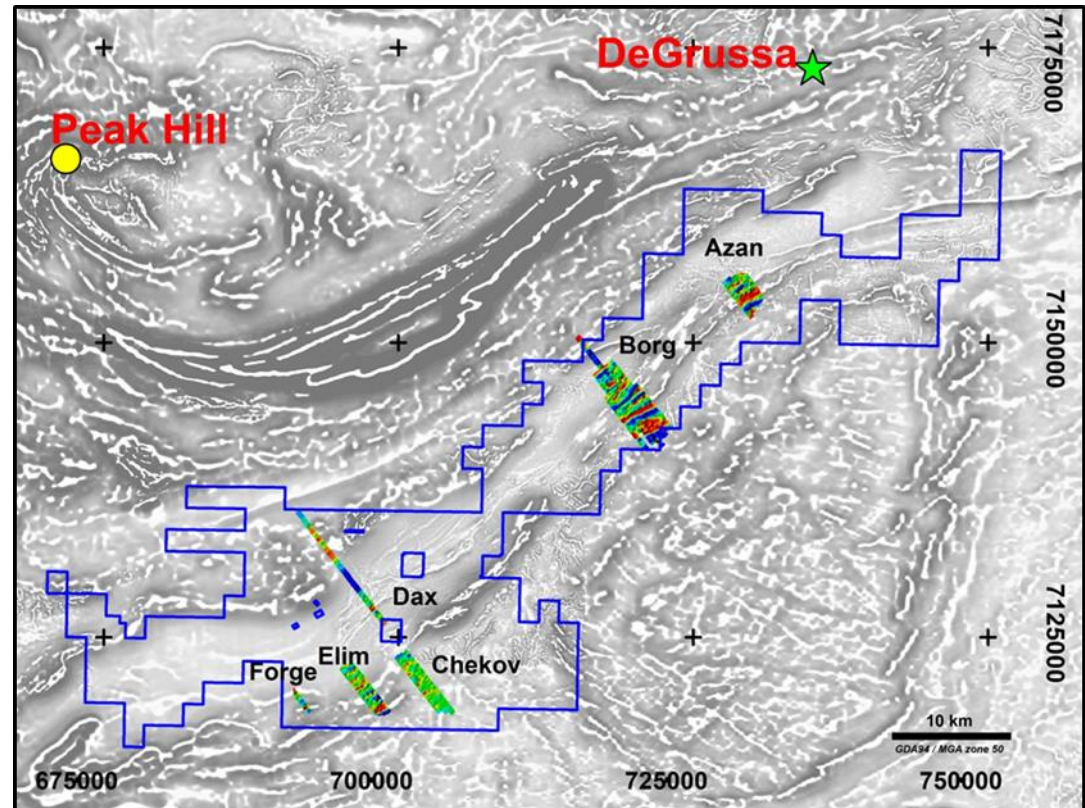 DeGrussa
7175000
Peak Hill
Azan
Borg
7150000
Dax
7125000
Elim
Chekov
Forge
10 km
GDA94 / MGA zone 50
675000
700000
725000
750000